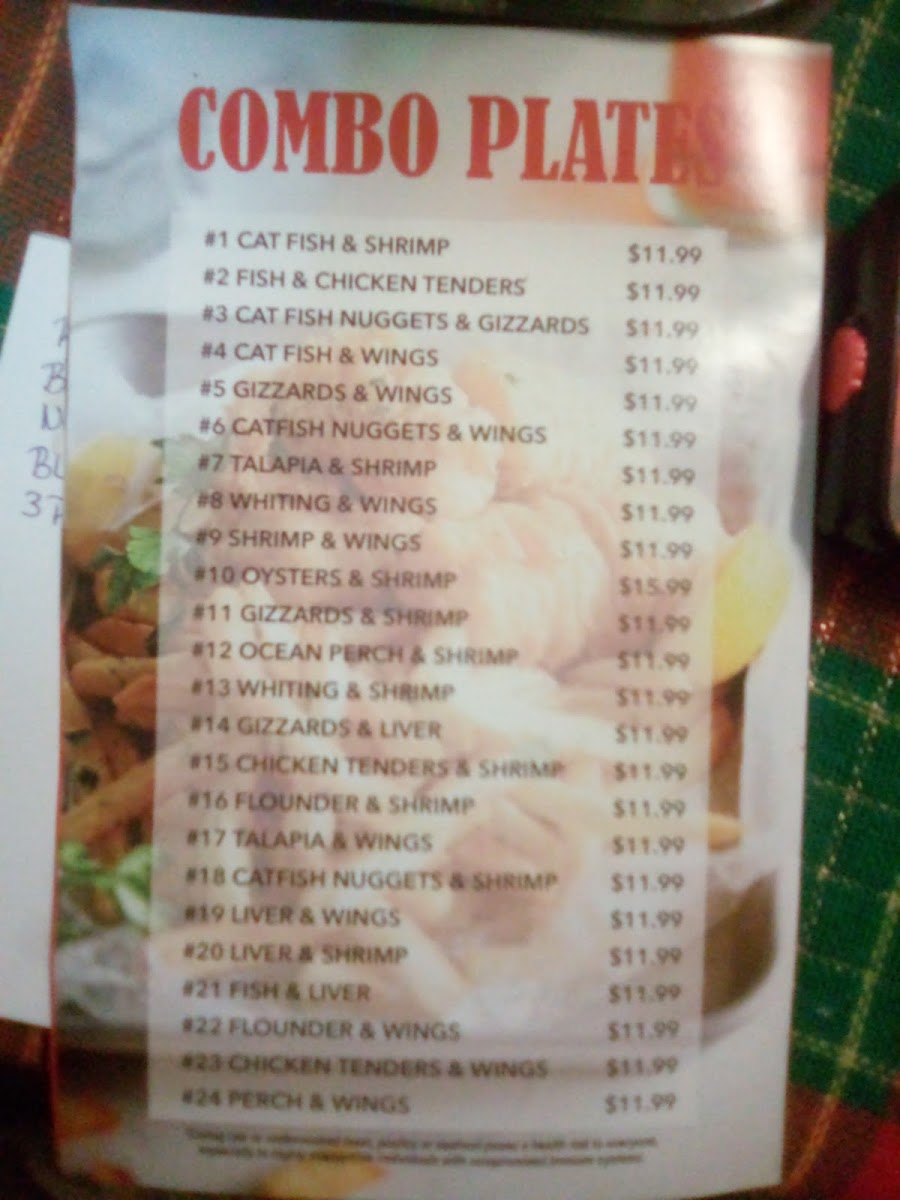 COMBO PLATES
#1 CAT FISH & SHRIMP $11.99
#2 FISH & CHICKEN TENDERS $11.99
#3 CAT FISH NUGGETS & GIZZARDS $11.99
#4 CAT FISH & WINGS $11.99
#5 GIZZARDS & WINGS $11.99
#6 CATFISH NUGGETS & WINGS $11.99
#7 TALAPIA & SHRIMP $11.99
#8 WHITING & WINGS $11.99
#9 SHRIMP & WINGS $11.99
#10 OYSTERS & SHRIMP $15.99
#11 GIZZARDS & SHRIMP $11.99
#12 OCEAN PERCH & SHRIMP $11.99
#13 WHITING & SHRIMP $11.99
#14 GIZZARDS & LIVER $11.99
#15 CHICKEN TENDERS & SHRIMP $11.99
#16 FLOUNDER & SHRIMP $11.99
#17 TALAPIA & WINGS $11.99
#18 CATFISH NUGGETS & SHRIMP $11.99
#19 LIVER & WINGS $11.99
#20 LIVER & SHRIMP $11.99
#21 FISH & LIVER $11.99
#22 FLOUNDER & WINGS $11.99
#23 CHICKEN TENDERS & WINGS $11.99
#24 PERCH & WINGS $11.99